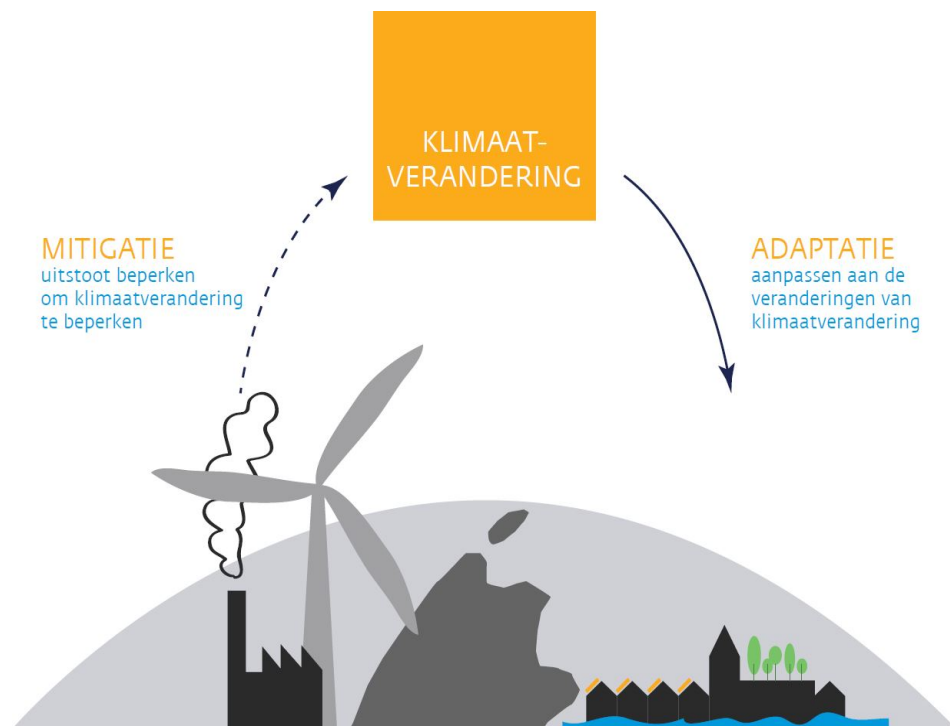 KLIMAAT-
VERANDERING
MITIGATIE
uitstoot beperken
om klimaatverandering
te beperken
ADAPTATIE
aanpassen aan de
veranderingen van
klimaatverandering